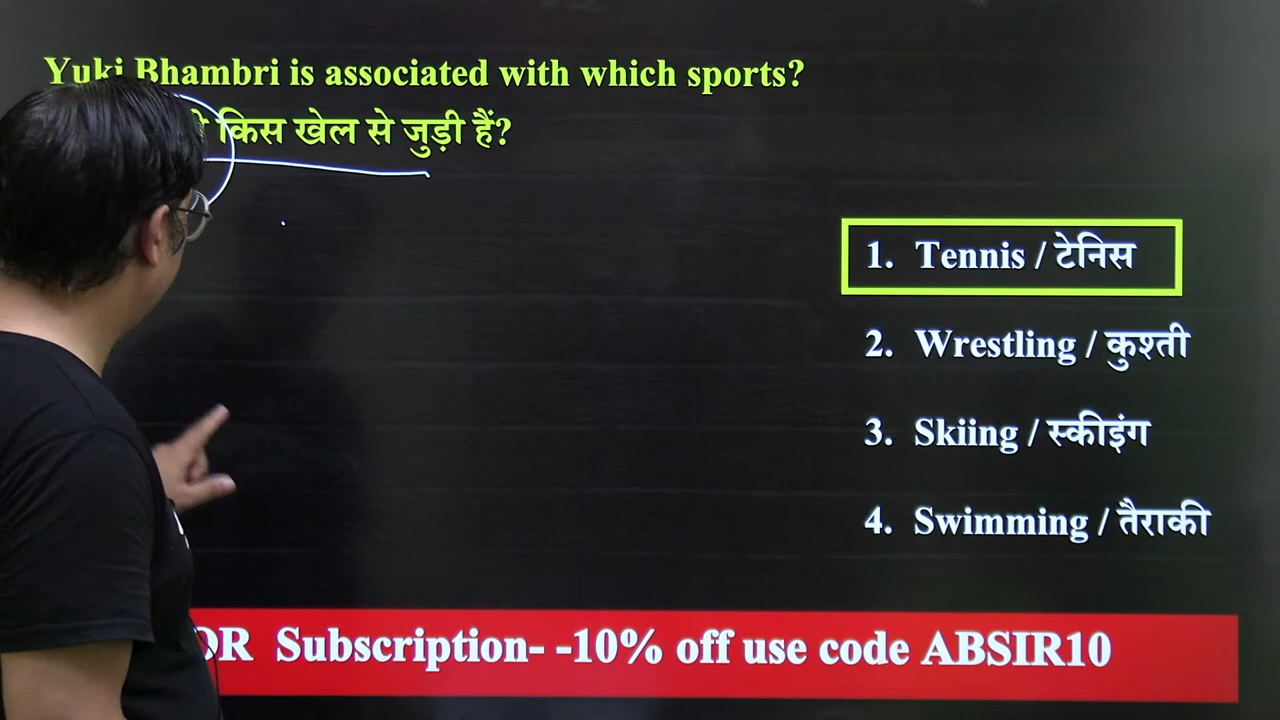 Yuki Bhambri is associated with which sports?
किस खेल से जुड़ी हैं?
1. Tennis / टेनिस
2. Wrestling / कुश्ती
3. Skiing / स्कीइंग
4. Swimming / तैराकी
OR Subscription- -10% off use code ABSIR10